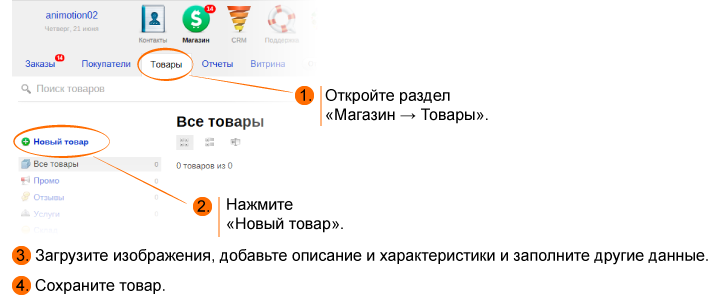 animotion02
Четверг, 21 июня
Контакты
14
Магазин
CRM
Поддержка
Заказы 14
Покупатели
Товары
Отчеты
Витрина
Поиск товаров
1. Откройте раздел
«Магазин → Товары».
Все товары
Новый товар
0 товаров из 0
Все товары 0
Промо 0
Отзывы 0
Услуги
2. Нажмите
«Новый товар».
3. Загрузите изображения, добавьте описание и характеристики и заполните другие данные.
4. Сохраните товар.